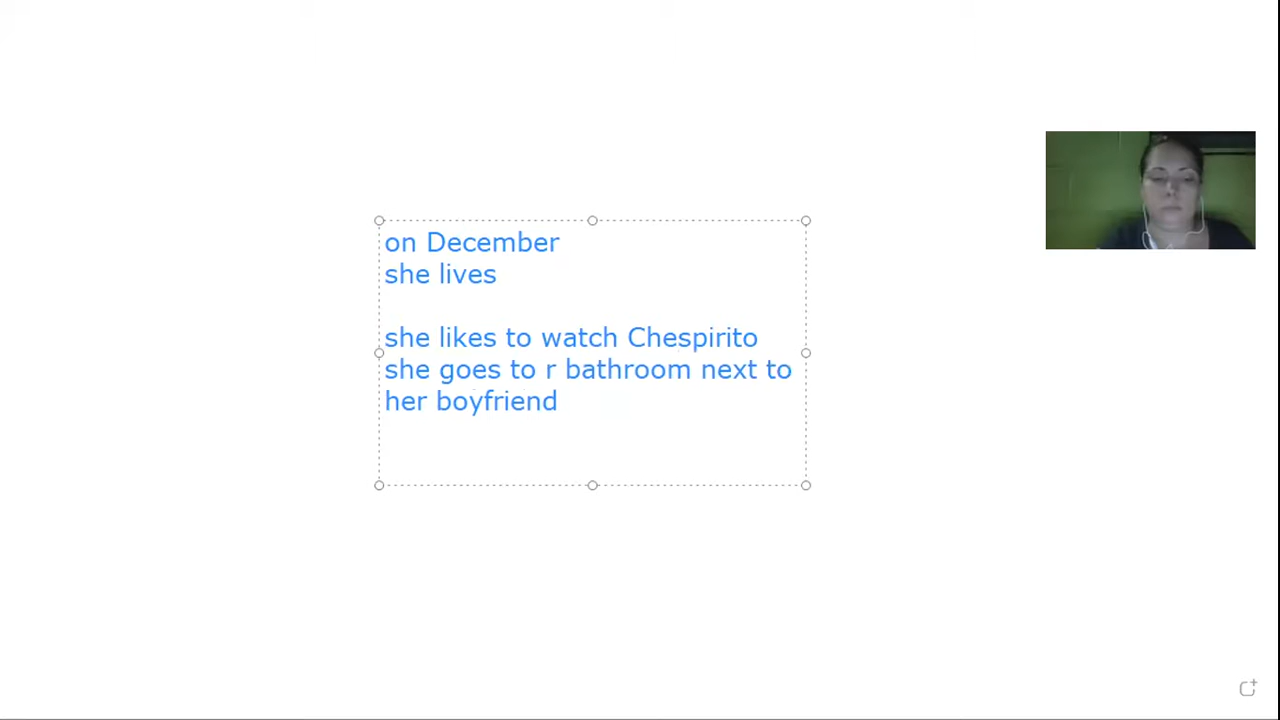 on December
she lives
she likes to watch Chespirito
she goes to r bathroom next to
her boyfriend